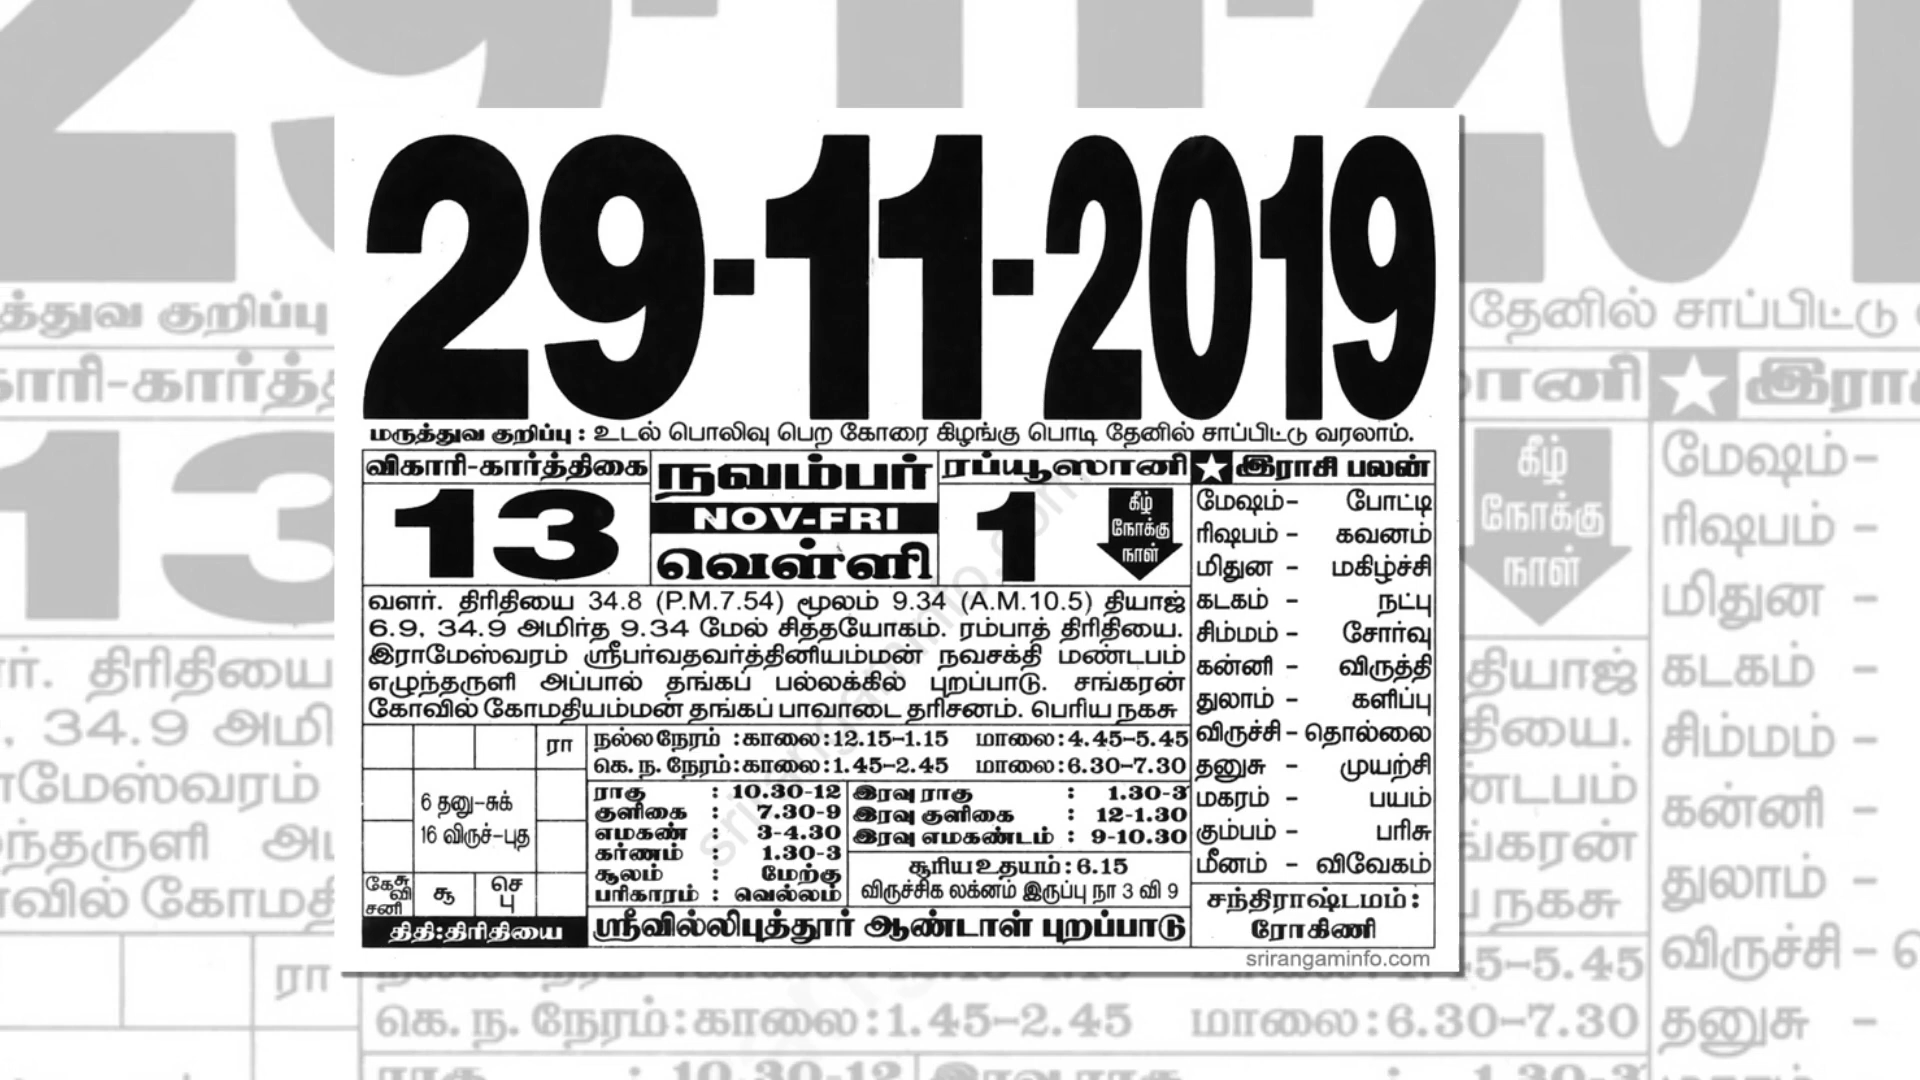 29-11-2019
மருத்துவ குறிப்பு : உடல் பொலிவு பெற கோரை கிழங்கு பொடி தேனில் சாப்பிட்டு வரலாம்.
விகாரி-கார்த்திகை
13
நவம்பர்
NOV-FRI
வெள்ளி
ரப்யூஸானி
1
கீழ்
நோக்கு
நாள்
வளர். திரிதியை 34.8 (P.M.7.54) மூலம் 9.34 (A.M.10.5) தியாஜ்
6.9, 34.9 அமிர்த 9.34 மேல் சித்தயோகம். ரம்பாத் திரிதியை.
இராமேஸ்வரம் ஸ்ரீபர்வதவர்த்தினியம்மன் நவசக்தி மண்டபம்
எழுந்தருளி அப்பால் தங்கப் பல்லக்கில் புறப்பாடு. சங்கரன்
கோவில் கோமதியம்மன் தங்கப் பாவாடை தரிசனம். பெரிய நகசு
ரா
6 தனு-சுக்
16 விருச்-புத
கேசு
வி
சனி
சூ
செ
பு
திதி:திரிதியை
நல்லநேரம் :காலை:12.15-1.15 மாலை:4.45-5.45
கெ. ந. நேரம்:காலை:1.45-2.45 மாலை:6.30-7.30
ராகு : 10.30-12
குளிகை : 7.30-9
எமகண் : 3-4.30
கர்ணம் : 1.30-3
சூலம் : மேற்கு
பரிகாரம் : வெல்லம்
இரவு ராகு : 1.30-3
இரவு குளிகை : 12-1.30
இரவு எமகண்டம் : 9-10.30
சூரிய உதயம்:6.15
விருச்சிக லக்னம் இருப்பு நா 3 வி 9
ஸ்ரீவில்லிபுத்தூர் ஆண்டாள் புறப்பாடு
இராசி பலன்
மேஷம்- போட்டி
ரிஷபம் - கவனம்
மிதுன - மகிழ்ச்சி
கடகம் - நட்பு
சிம்மம் - சோர்வு
கன்னி - விருத்தி
துலாம் - களிப்பு
விருச்சி - தொல்லை
தனுசு - முயற்சி
மகரம் - பயம்
கும்பம் - பரிசு
மீனம் - விவேகம்
சந்திராஷ்டமம்:
ரோகிணி
srirangaminfo.com